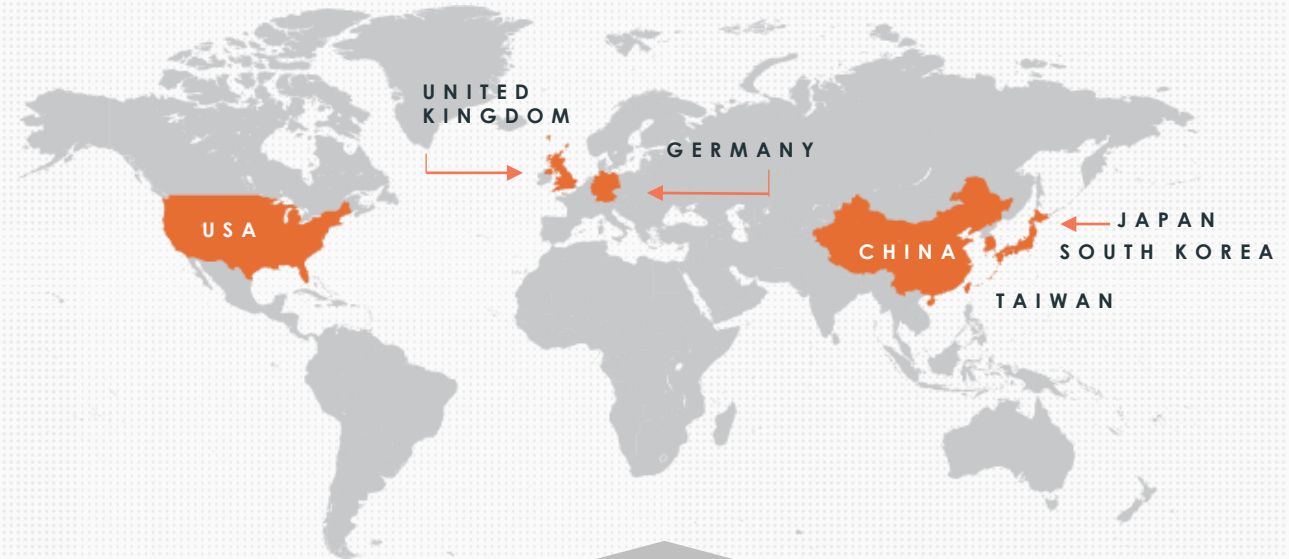 UNITED
KINGDOM
GERMANY
USA
CHINA
JAPAN
SOUTH KOREA
TAIWAN